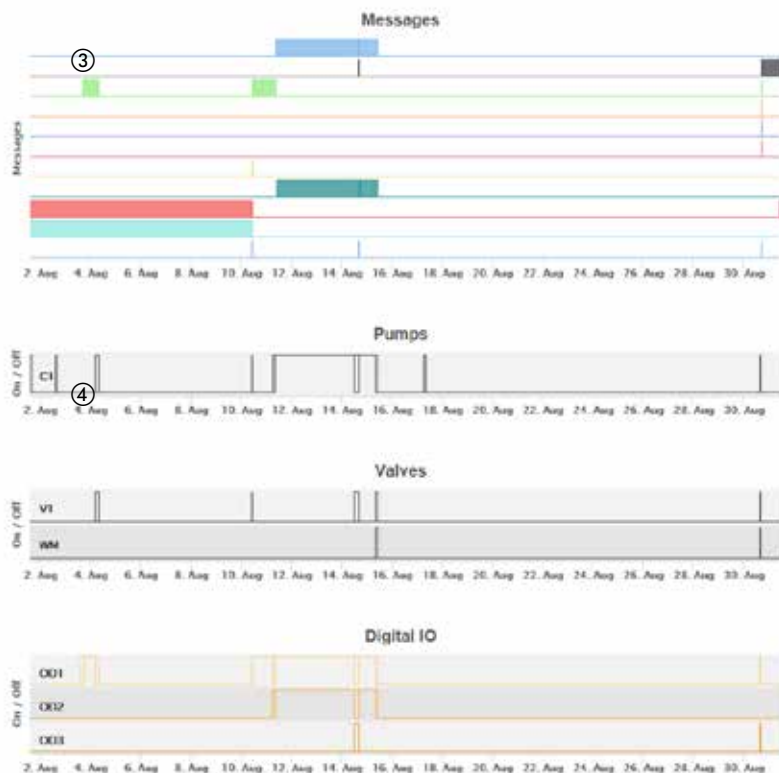 Messages
③
Messages
2. Aug 4. Aug 6. Aug 8. Aug 10. Aug 12. Aug 14. Aug 16. Aug 18. Aug 20. Aug 22. Aug 24. Aug 26. Aug 28. Aug 30. Aug
Pumps
On / Off
C1
④
2. Aug 4. Aug 6. Aug 8. Aug 10. Aug 12. Aug 14. Aug 16. Aug 18. Aug 20. Aug 22. Aug 24. Aug 26. Aug 28. Aug 30. Aug
Valves
On / Off
V1
WM
2. Aug 4. Aug 6. Aug 8. Aug 10. Aug 12. Aug 14. Aug 16. Aug 18. Aug 20. Aug 22. Aug 24. Aug 26. Aug 28. Aug 30. Aug
Digital IO
On / Off
OO1
OO2
OO3
2. Aug 4. Aug 6. Aug 8. Aug 10. Aug 12. Aug 14. Aug 16. Aug 18. Aug 20. Aug 22. Aug 24. Aug 26. Aug 28. Aug 30. Aug